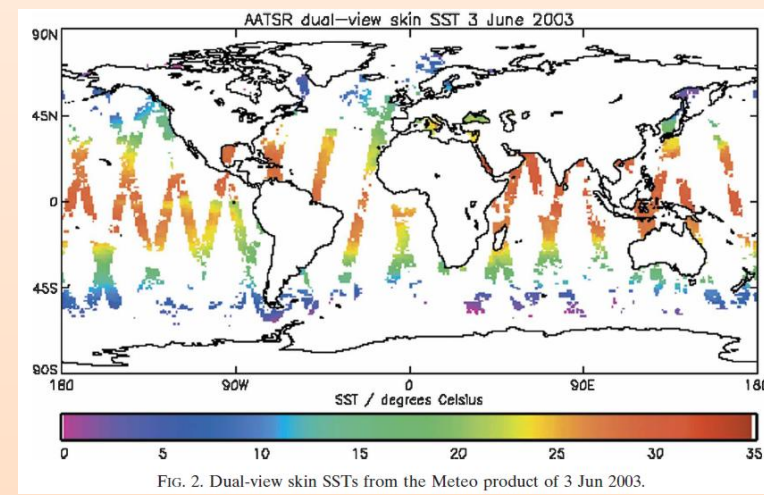 AATSR dual-view skin SST 3 June 2003
90N
45N
0
45S
90S
180 90W 0 90E 180
SST / degrees Celsius
0 5 10 15 20 25 30 35
FIG. 2. Dual-view skin SSTs from the Meteo product of 3 Jun 2003.